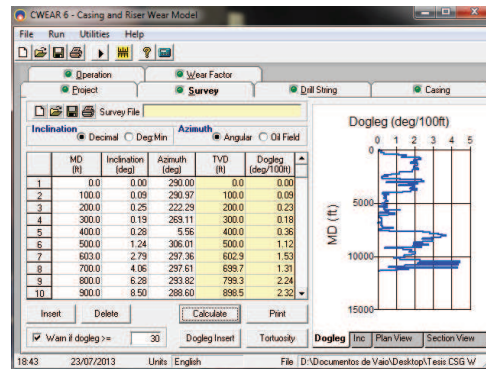 CWEAR 6 - Casing and Riser Wear Model
File Run Utilities Help
Operation Wear Factor
Project Survey Drill String Casing
Survey File
Inclination Decimal Deg:Min Azimuth Angular Oil Field
MD (ft) Inclination (deg) Azimuth (deg) TVD (ft) Dogleg (deg/100ft)
1 0.0 0.00 290.00 0.0 0.00
2 100.0 0.09 290.97 100.0 0.09
3 200.0 0.25 222.29 200.0 0.23
4 300.0 0.19 269.11 300.0 0.18
5 400.0 0.28 5.56 400.0 0.36
6 500.0 1.24 306.01 500.0 1.12
7 603.0 2.79 297.36 602.9 1.53
8 700.0 4.06 297.61 699.7 1.31
9 800.0 6.28 293.82 799.3 2.24
10 900.0 8.50 288.60 898.5 2.32
Insert Delete Calculate Print
Warn if dogleg >= 30 Dogleg Insert Tortuosity
Dogleg (deg/100ft)
0 1 2 3 4 5
0
5000
10000
15000
MD (ft)
Dogleg Inc Plan View Section View
18:43 23/07/2013 Units English File D:\Documentos de Vaio\Desktop\Tesis CSG W